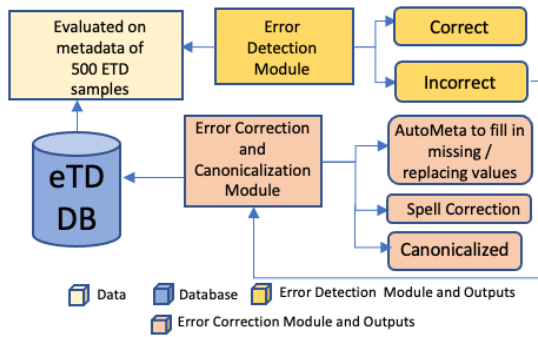 Evaluated on
metadata of
500 ETD
samples
Error
Detection
Module
Correct
Incorrect
eTD
DB
Error Correction
and
Canonicalization
Module
AutoMeta to fill in
missing /
replacing values
Spell Correction
Canonicalized
Data
Database
Error Detection Module and Outputs
Error Correction Module and Outputs